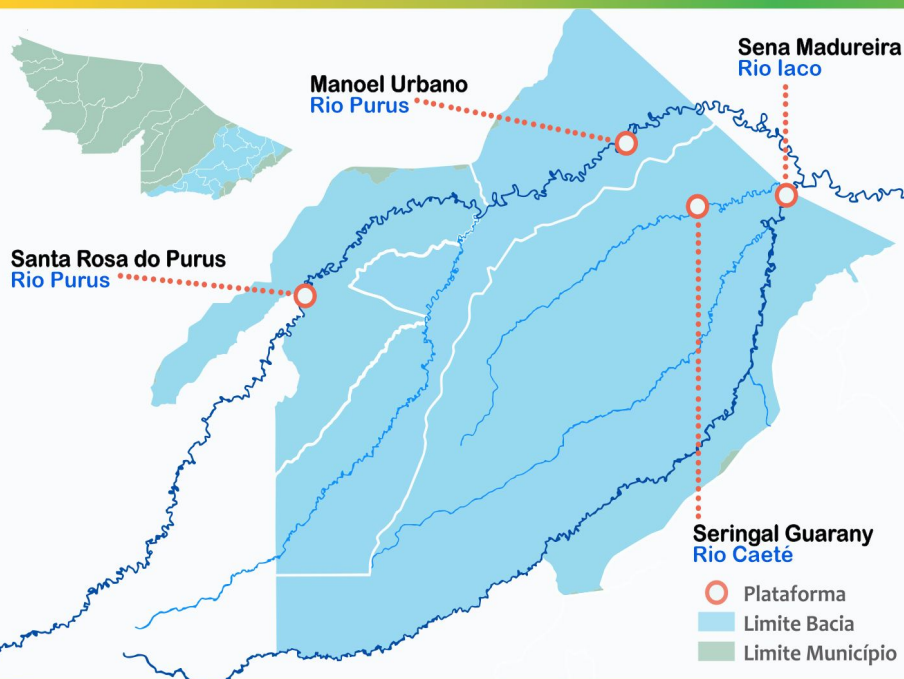 Sena Madureira
Rio Iaco
Manoel Urbano
Rio Purus
Santa Rosa do Purus
Rio Purus
Seringal Guarany
Rio Caeté
Plataforma
Limite Bacia
Limite Município